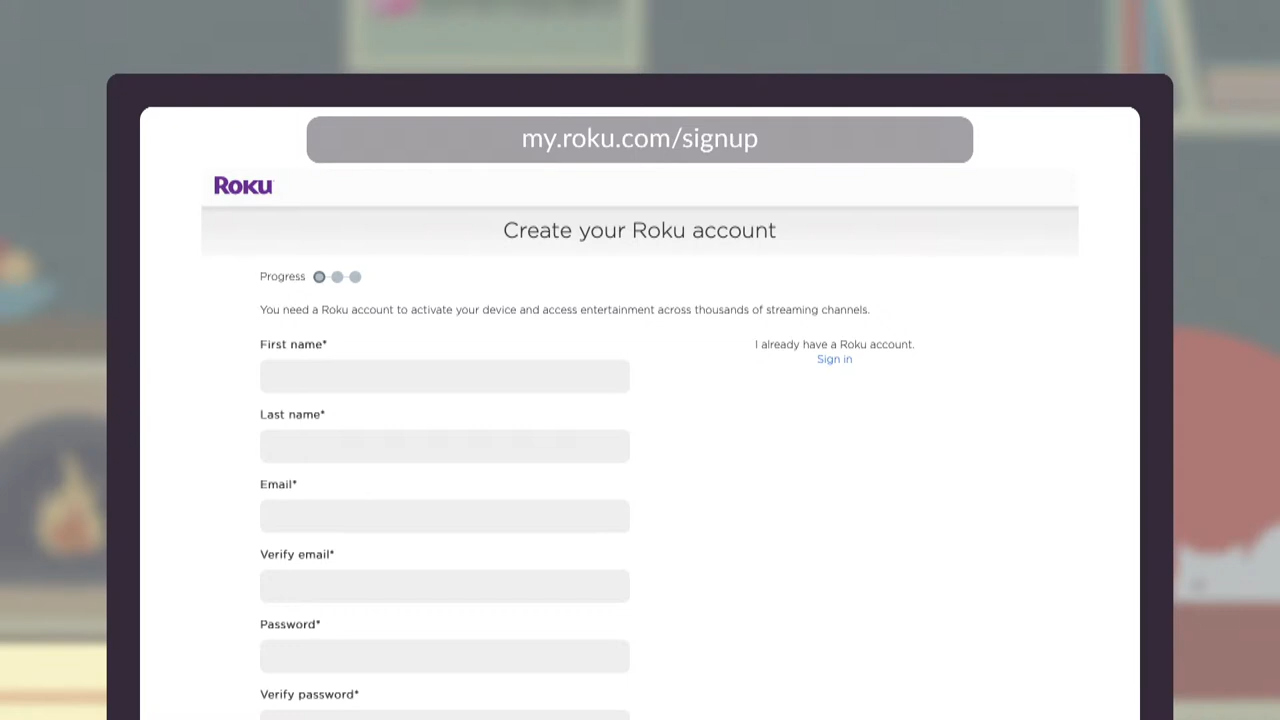 my.roku.com/signup
Roku
Create your Roku account
Progress
You need a Roku account to activate your device and access entertainment across thousands of streaming channels.
First name*
I already have a Roku account.
Sign in
Last name*
Email*
Verify email*
Password*
Verify password*